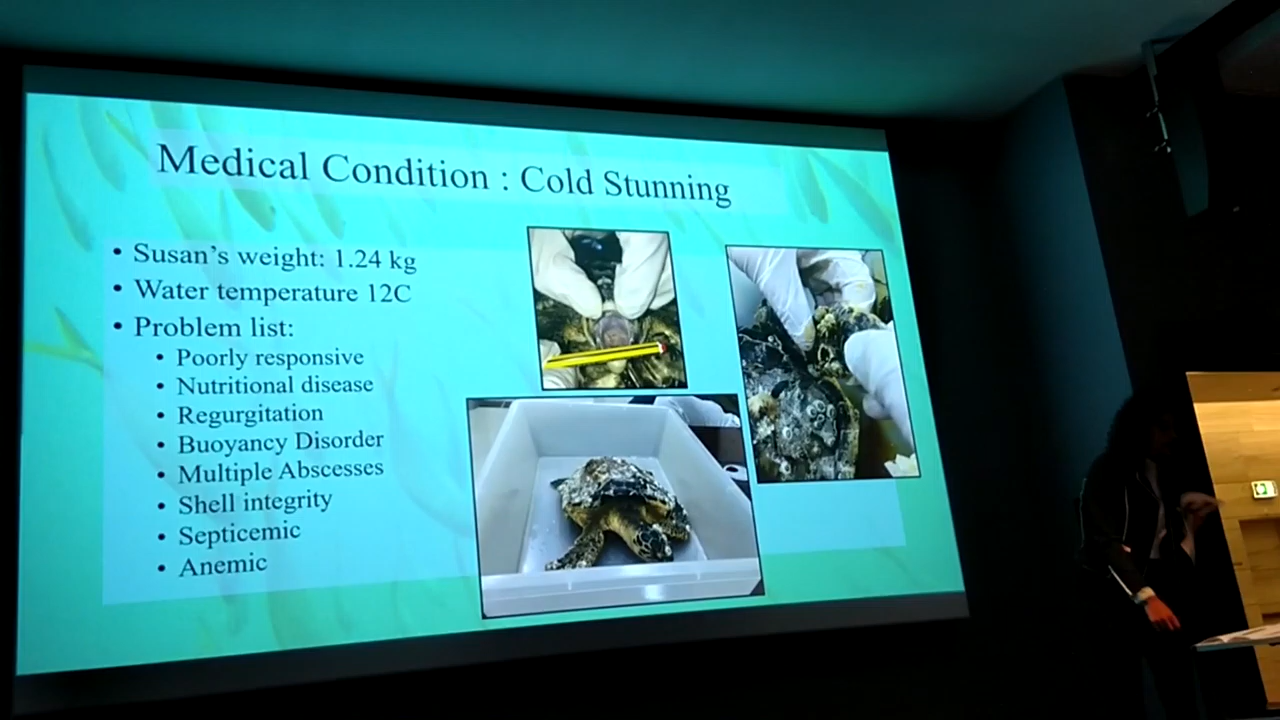 Medical Condition : Cold Stunning
• Susan's weight: 1.24 kg
• Water temperature 12C
• Problem list:
• Poorly responsive
• Nutritional disease
• Regurgitation
• Buoyancy Disorder
• Multiple Abscesses
• Shell integrity
• Septicemic
• Anemic